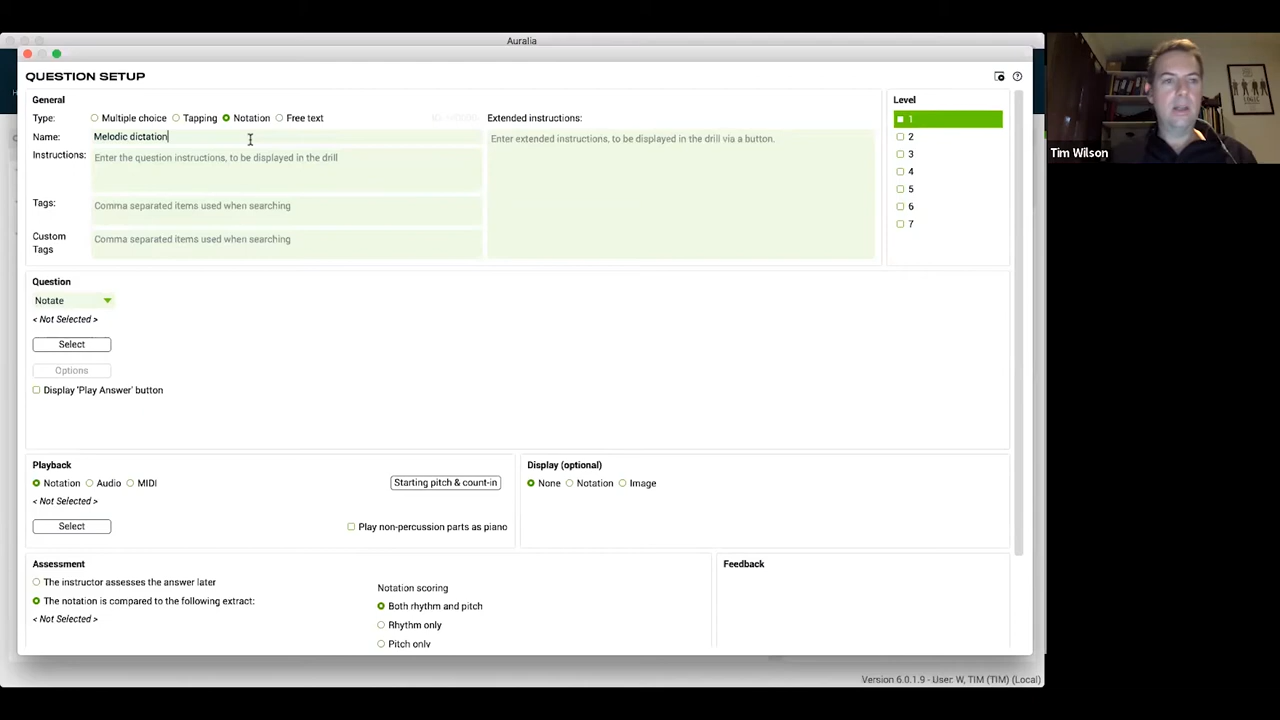 Auralia
QUESTION SETUP
General
Type: Multiple choice Tapping Notation Free text
Name: Melodic dictation
Instructions: Enter the question instructions, to be displayed in the drill
Tags: Comma separated items used when searching
Custom Tags Comma separated items used when searching
Extended instructions:
Enter extended instructions, to be displayed in the drill via a button.
Level
1
2
3
4
5
6
7
Tim Wilson
Question
Notate
< Not Selected >
Select
Options
Display 'Play Answer' button
Playback
Notation Audio MIDI
Starting pitch & count-in
< Not Selected >
Select
Play non-percussion parts as piano
Display (optional)
None Notation Image
Assessment
The instructor assesses the answer later
The notation is compared to the following extract:
< Not Selected >
Notation scoring
Both rhythm and pitch
Rhythm only
Pitch only
Feedback
Version 6.0.1.9 - User: W, TIM (TIM) (Local)